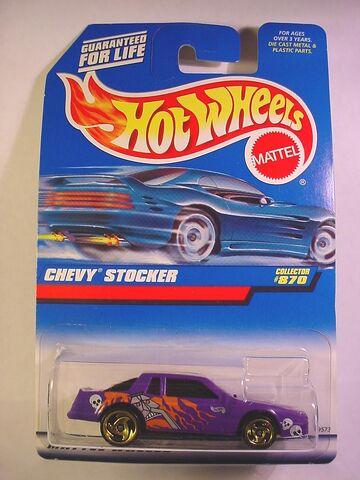 GUARANTEED
FOR LIFE
FOR AGES
OVER 3 YEARS.
DIE CAST METAL &
PLASTIC PARTS.
HOT WHEELS
®
MATTEL
CHEVY® STOCKER
COLLECTOR
#870